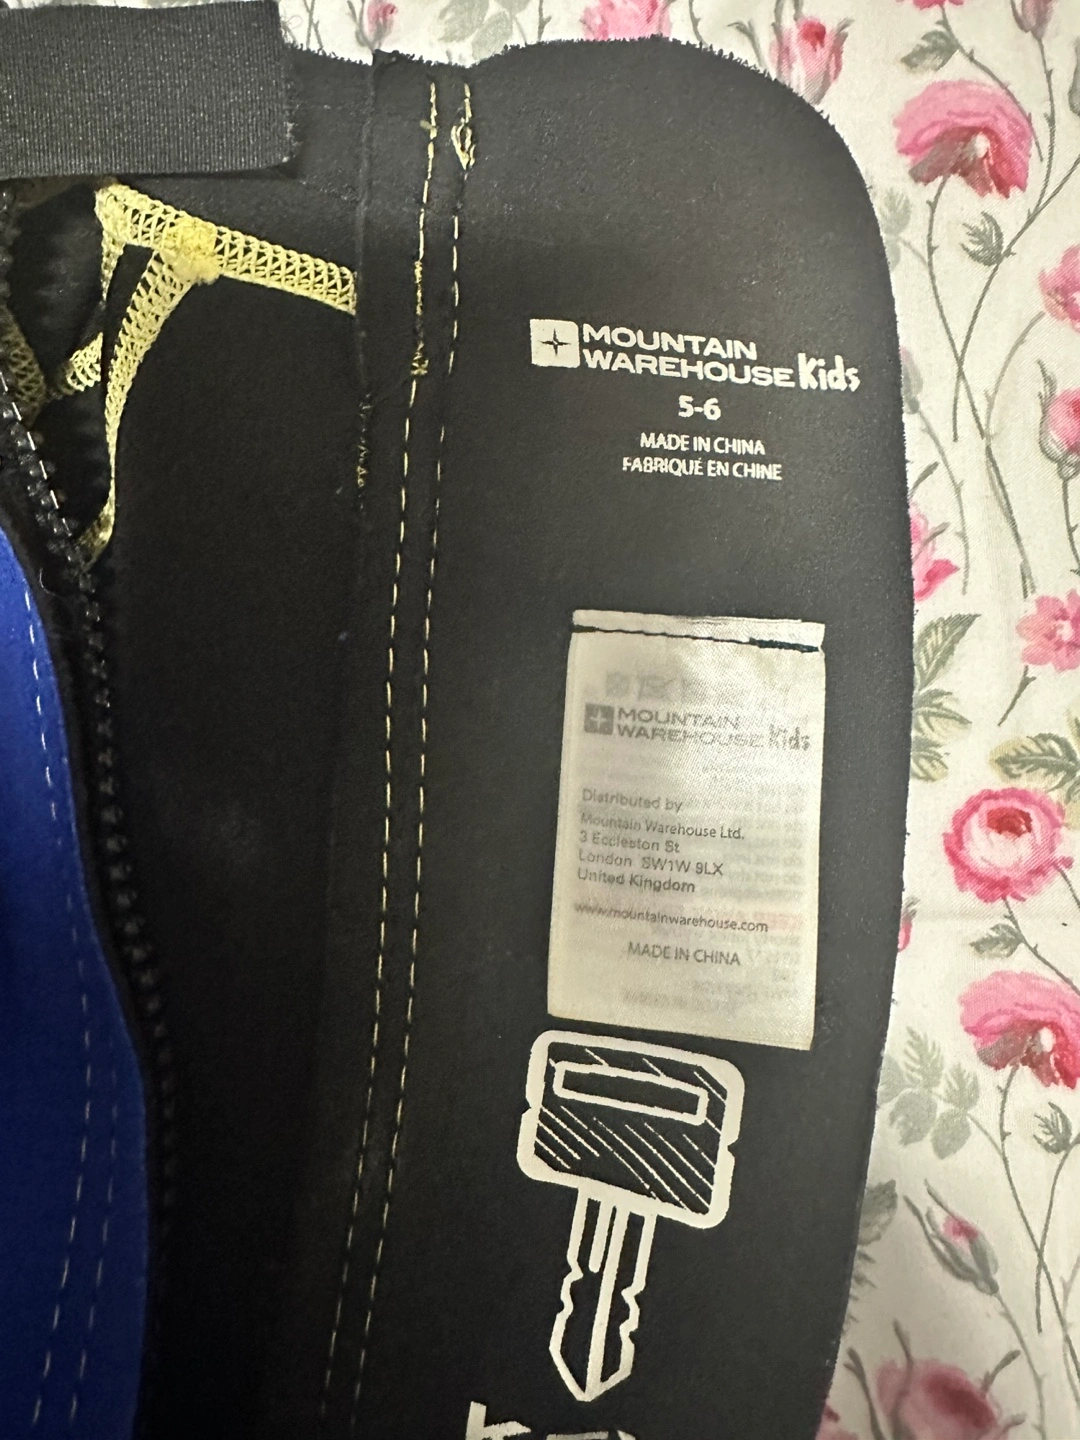 MOUNTAIN
WAREHOUSE Kids
5-6
MADE IN CHINA
FABRIQUÉ EN CHINE
MOUNTAIN
WAREHOUSE Kids
Distributed by
Mountain Warehouse Ltd.
3 Eccleston St
London SW1W 9LX
United Kingdom
www.mountainwarehouse.com
MADE IN CHINA